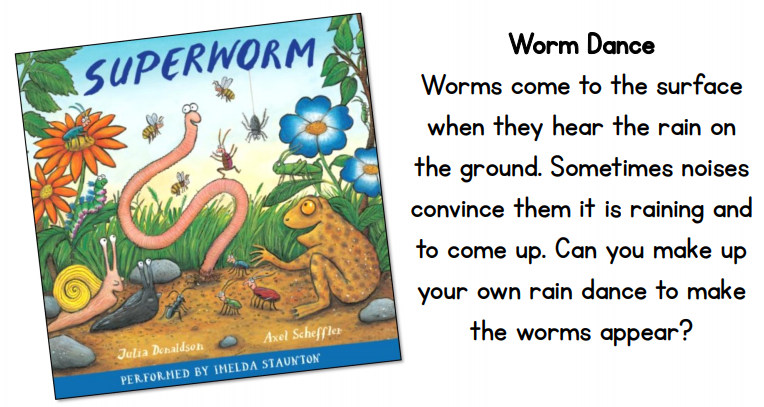 SUPERWORM
Julia Donaldson
Axel Scheffler
PERFORMED BY IMELDA STAUNTON
Worm Dance
Worms come to the surface
when they hear the rain on
the ground. Sometimes noises
convince them it is raining and
to come up. Can you make up
your own rain dance to make
the worms appear?